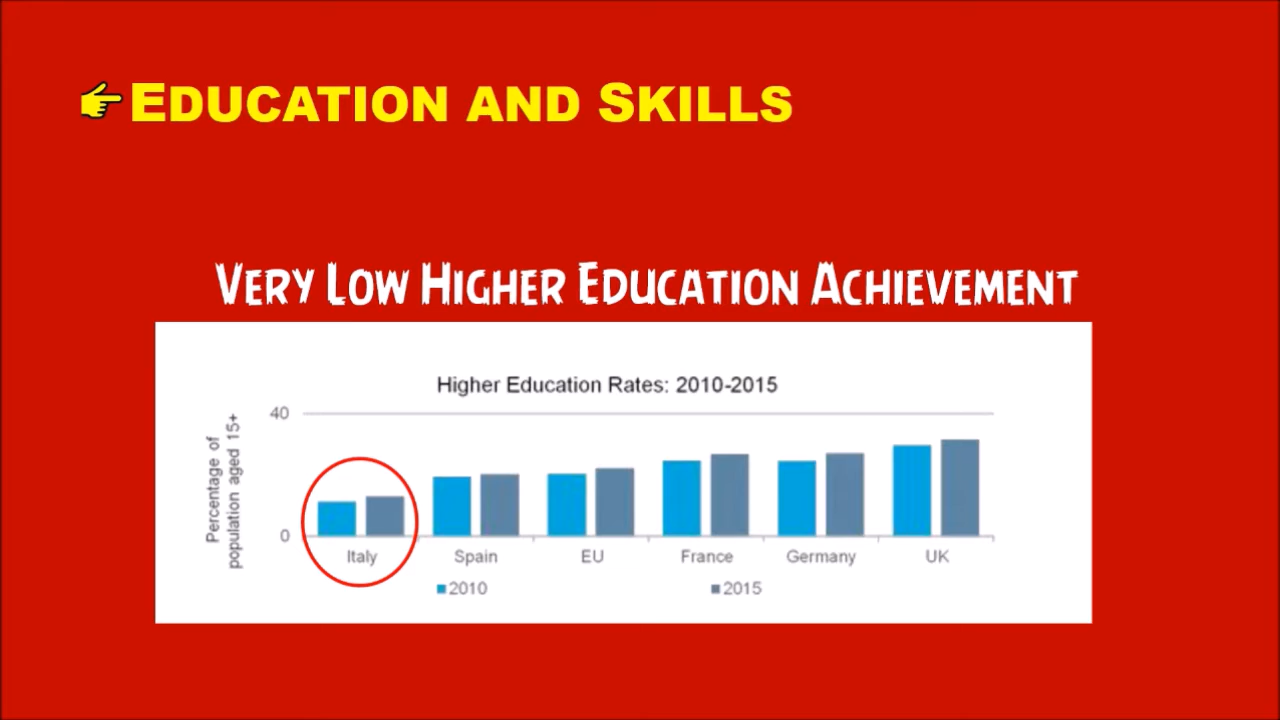 EDUCATION AND SKILLS
VERY LOW HIGHER EDUCATION ACHIEVEMENT
Higher Education Rates: 2010-2015
Percentage of
population aged 15+
40
0
Italy Spain EU France Germany UK
2010 2015